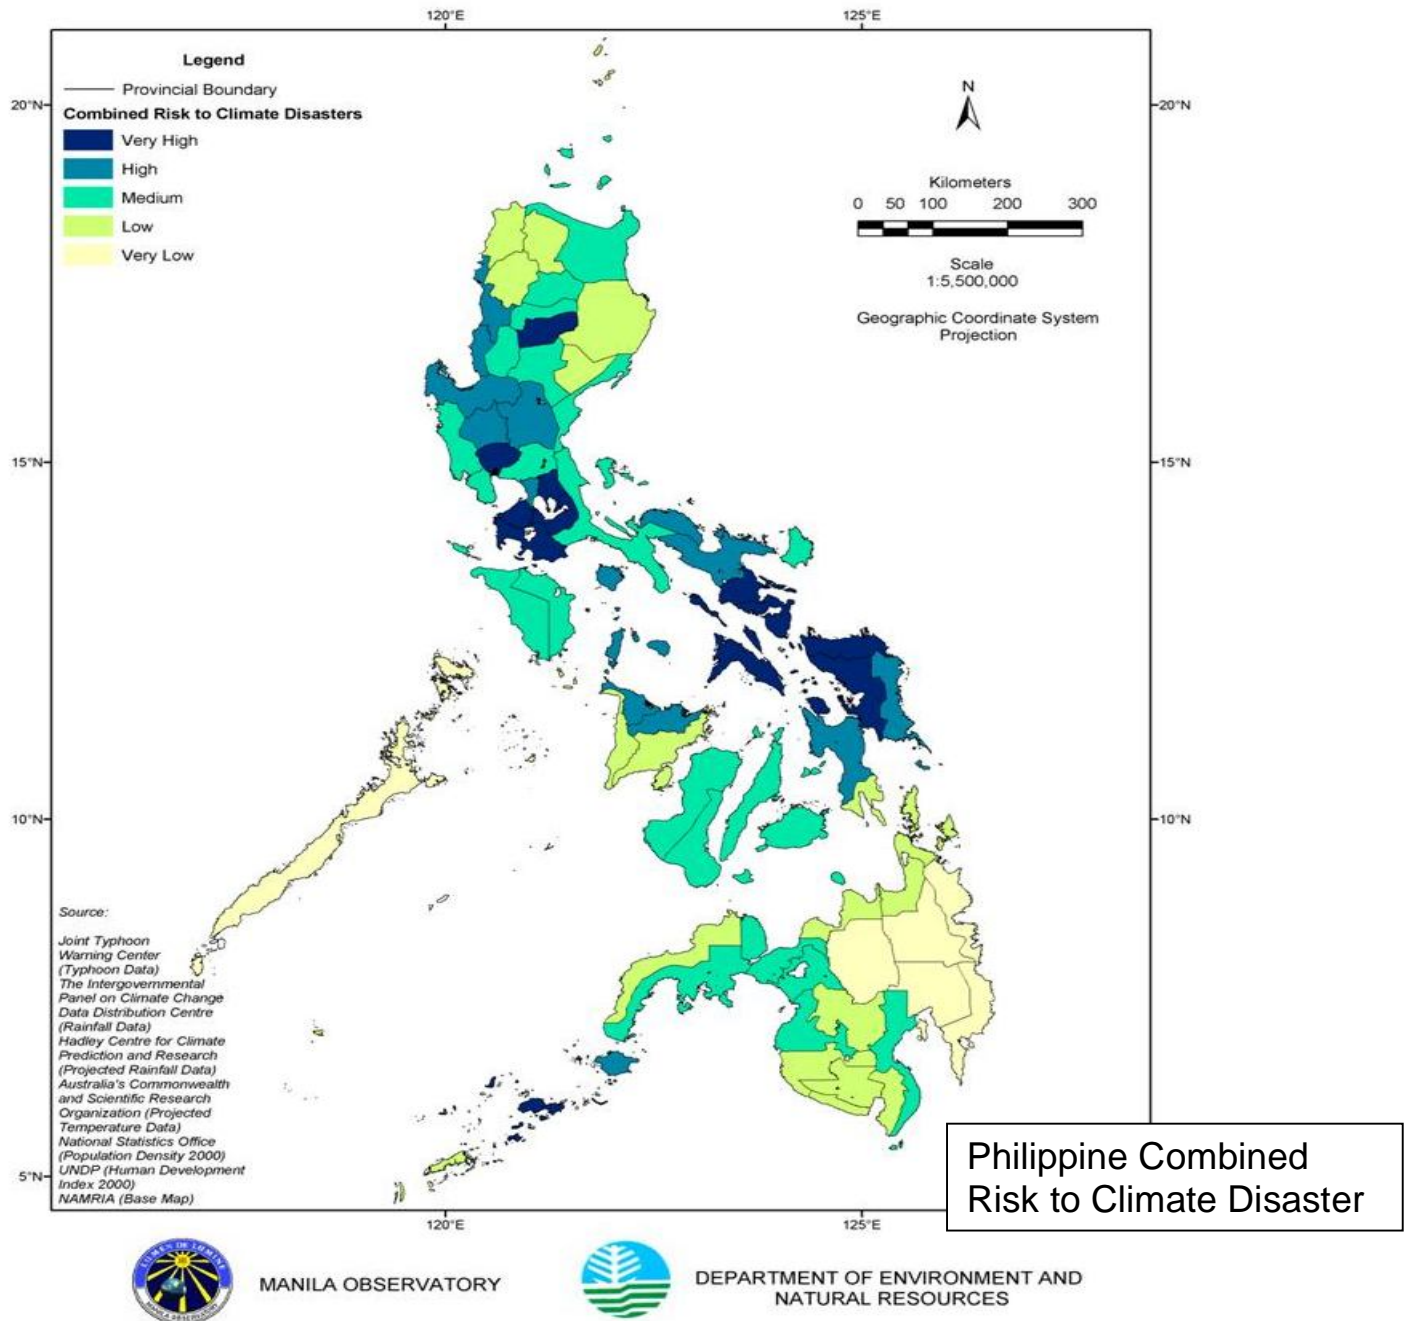 120°E
125°E
Legend
Provincial Boundary
Combined Risk to Climate Disasters
Very High
High
Medium
Low
Very Low
20°N
20°N
N
Kilometers
0 50 100 200 300
Scale
1:5,500,000
Geographic Coordinate System
Projection
15°N
15°N
10°N
10°N
Source:
Joint Typhoon
Warning Center
(Typhoon Data)
The Intergovernmental
Panel on Climate Change
Data Distribution Centre
(Rainfall Data)
Hadley Centre for Climate
Prediction and Research
(Projected Rainfall Data)
Australia's Commonwealth
and Scientific Research
Organization (Projected
Temperature Data)
National Statistics Office
(Population Density 2000)
UNDP (Human Development
Index 2000)
NAMRIA (Base Map)
5°N
Philippine Combined
Risk to Climate Disaster
120°E
125°E
LUMEN DE LUMINE
MANILA OBSERVATORY
MANILA OBSERVATORY
DEPARTMENT OF ENVIRONMENT AND
NATURAL RESOURCES